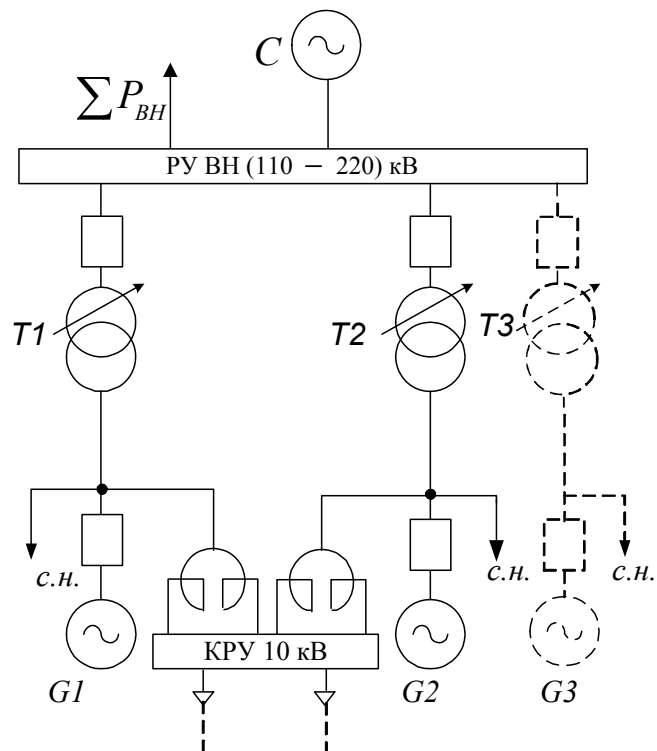 C
∑ P_ВН
РУ ВН (110 – 220) кВ
T1
T2
T3
с.н.
с.н.
с.н.
КРУ 10 кВ
G1
G2
G3